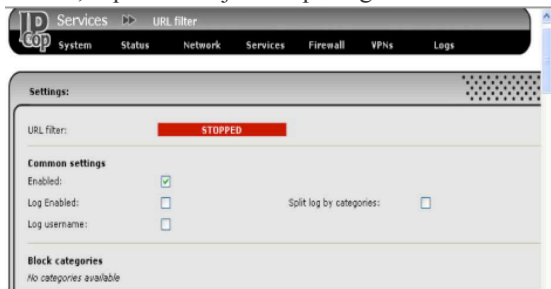 IP Cop Services URL filter
System Status Network Services Firewall VPNs Logs
Settings:
URL filter: STOPPED
Common settings
Enabled:
Log Enabled: Split log by categories:
Log username:
Block categories
No categories available